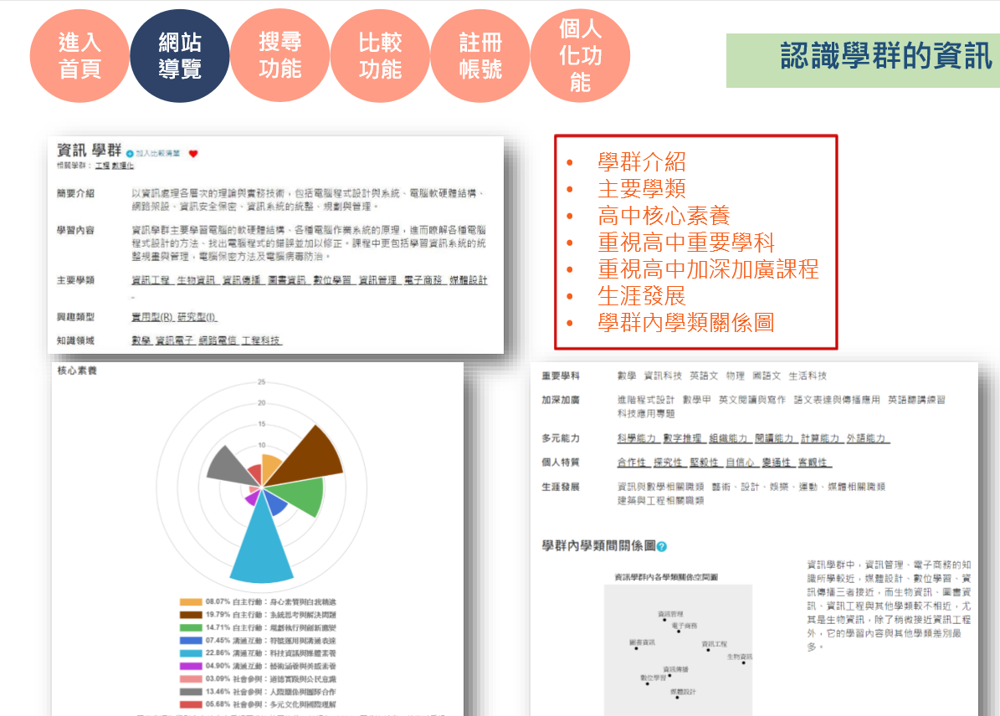 進入
首頁
網站
導覽
搜尋
功能
比較
功能
註冊
帳號
個人
化功
能
認識學群的資訊
資訊 學群 加入比較清單
相關學群： 工程 數理化
簡要介紹 以資訊處理各層次的理論與實務技術，包括電腦程式設計與系統、電腦軟硬體結構、
網路架設、資訊安全保密、資訊系統的統整、規劃與管理。
學習內容 資訊學群主要學習電腦的軟硬體結構、各種電腦作業系統的原理，進而瞭解各種電腦
程式設計的方法、找出電腦程式的錯誤並加以修正。課程中更包括學習資訊系統的統
整規畫與管理，電腦保密方法及電腦病毒防治。
主要學類 資訊工程 生物資訊 資訊傳播 圖書資訊 數位學習 資訊管理 電子商務 媒體設計
興趣類型 實用型(R) 研究型(I)
知識領域 數學 資訊電子 網路電信 工程科技
• 學群介紹
• 主要學類
• 高中核心素養
• 重視高中重要學科
• 重視高中加深加廣課程
• 生涯發展
• 學群內學類關係圖
核心素養
25
20
15
10
08.07% 自主行動：身心素質與自我精進
19.79% 自主行動：系統思考與解決問題
14.71% 自主行動：規劃執行與創新應變
07.45% 溝通互動：符號運用與溝通表達
22.86% 溝通互動：科技資訊與媒體素養
04.90% 溝通互動：藝術涵養與美感素養
03.09% 社會參與：道德實踐與公民意識
13.46% 社會參與：人際關係與團隊合作
05.68% 社會參與：多元文化與國際理解
重要學科 數學 資訊科技 英語文 物理 國語文 生活科技
加深加廣 進階程式設計 數學甲 英文閱讀與寫作 語文表達與傳播應用 英語聽講練習
科技應用專題
多元能力 科學能力 數字推理 組織能力 閱讀能力 計算能力 外語能力
個人特質 合作性 探究性 堅毅性 自信心 變通性 客觀性
生涯發展 資訊與數學相關職類 藝術、設計、娛樂、運動、媒體相關職類
建築與工程相關職類
學群內學類間關係圖?
資訊學群內各學類關係空間圖
資訊管理
電子商務
圖書資訊
資訊工程
生物資訊
資訊傳播
數位學習
媒體設計
資訊學群中，資訊管理、電子商務的知
識所學較近，媒體設計、數位學習、資
訊傳播三者接近，而生物資訊、圖書資
訊、資訊工程與其他學類較不相近，尤
其是生物資訊，除了稍微接近資訊工程
外，它的學習內容與其他學類差別最
多。